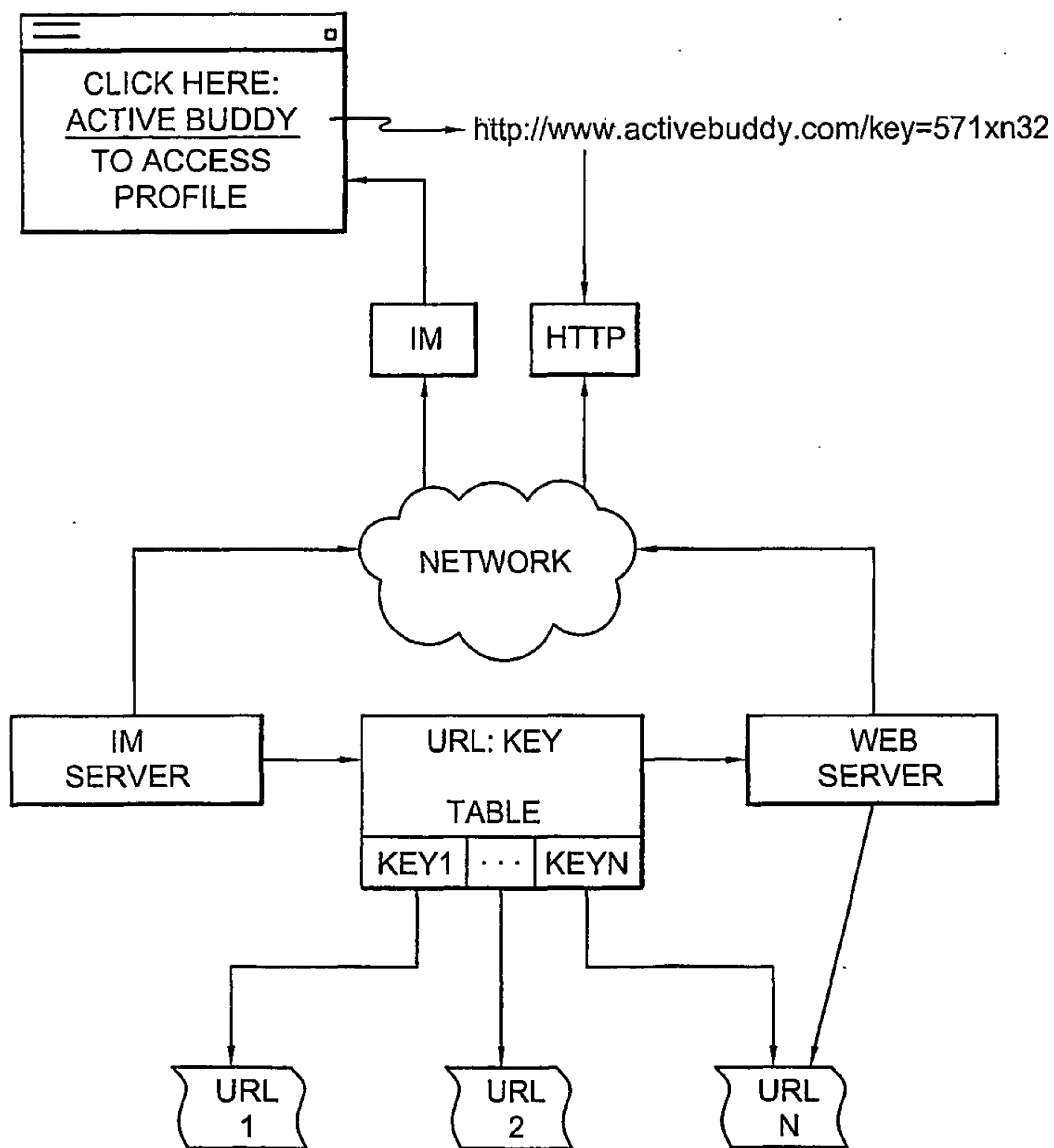 CLICK HERE:
ACTIVE BUDDY
TO ACCESS
PROFILE
http://www.activebuddy.com/key=571xn32
IM
HTTP
NETWORK
IM
SERVER
URL: KEY
TABLE
KEY1
...
KEYN
WEB
SERVER
URL
1
URL
2
URL
N